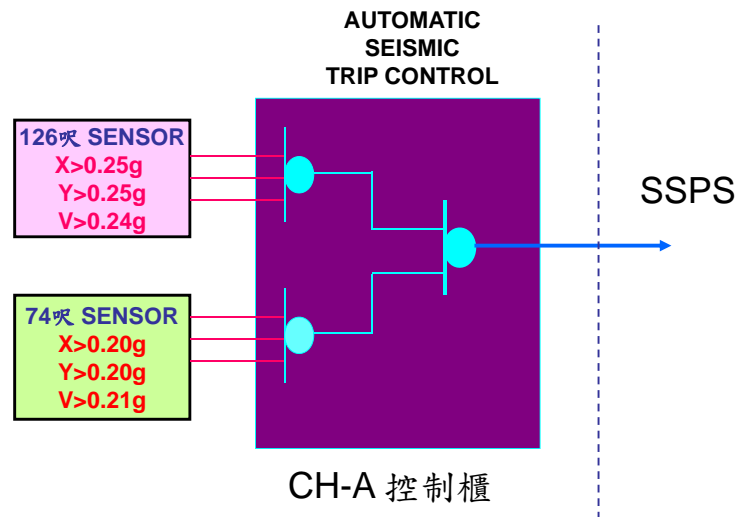 AUTOMATIC
SEISMIC
TRIP CONTROL
126呎 SENSOR
X>0.25g
Y>0.25g
V>0.24g
74呎 SENSOR
X>0.20g
Y>0.20g
V>0.21g
SSPS
CH-A 控制櫃